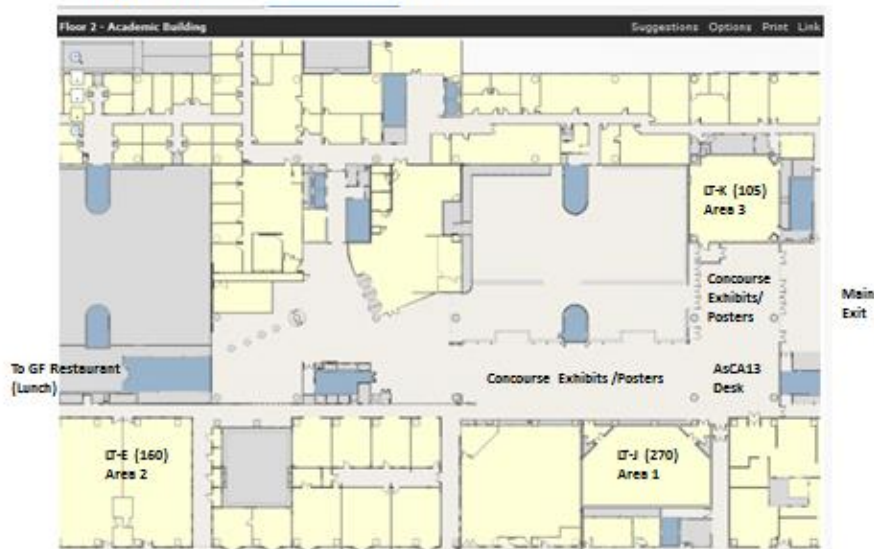 Floor 2 - Academic Building
Suggestions Options Print Link
LT-K (105)
Area 3
Concourse
Exhibits/
Posters
Main
Exit
To GF Restaurant
(Lunch)
Concourse Exhibits /Posters
AsCA13
Desk
LT-E (160)
Area 2
LT-J (270)
Area 1